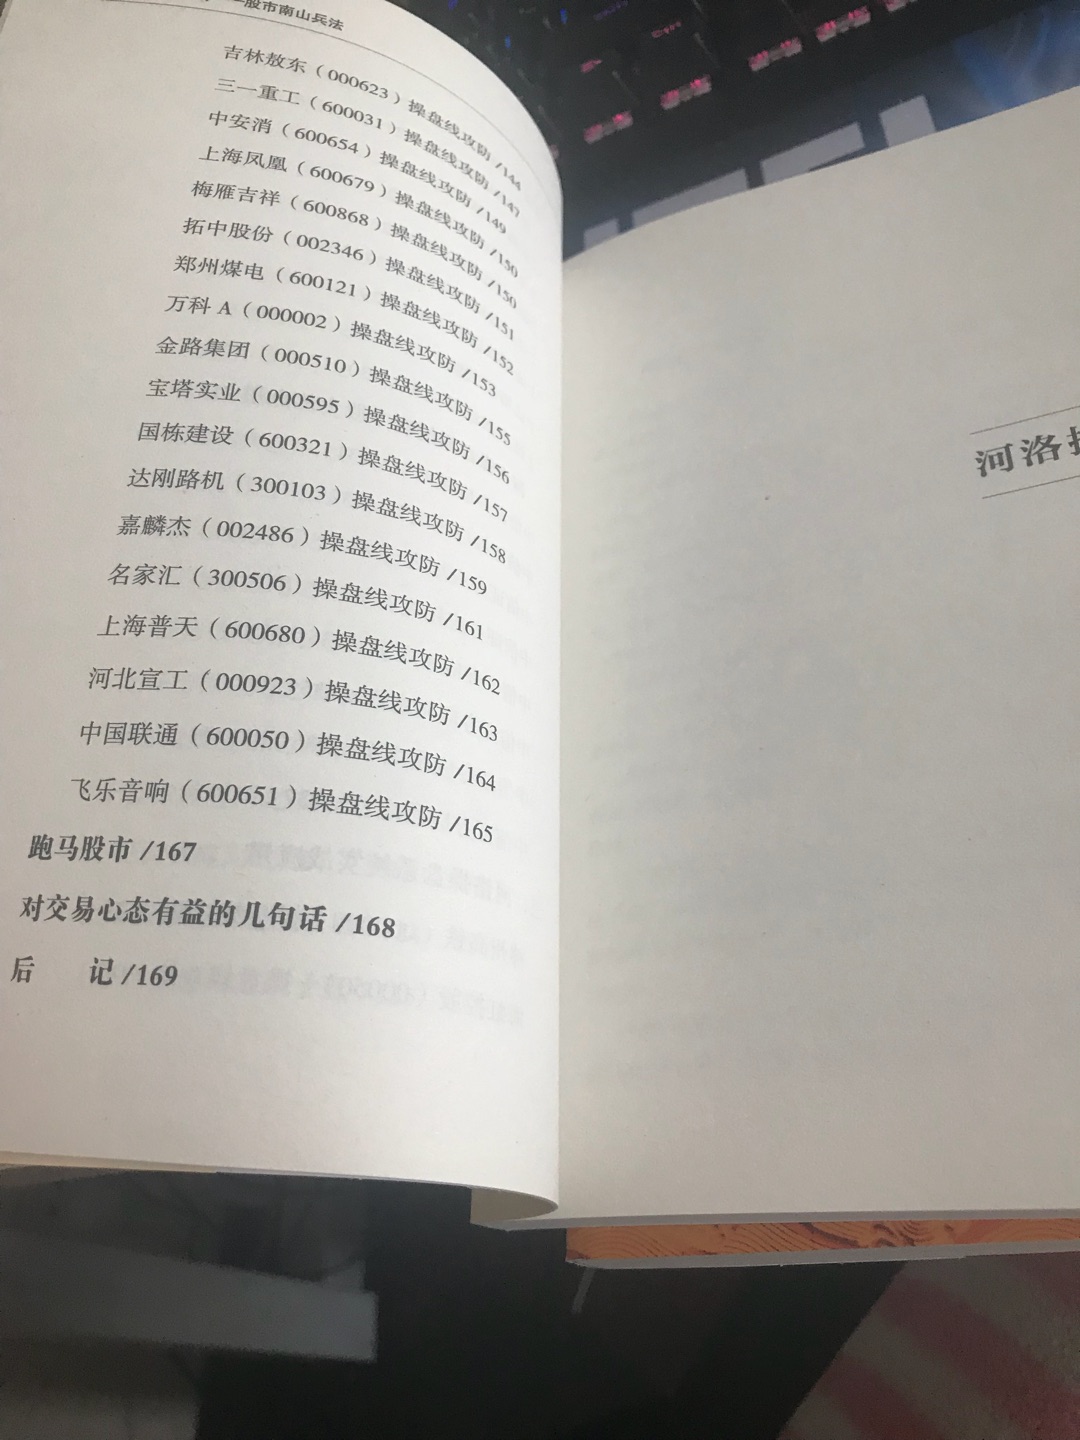 股市南山兵法
吉林敖东（000623）操盘线攻防 /144
三一重工（600031）操盘线攻防 /147
中安消（600654）操盘线攻防 /149
上海凤凰（600679）操盘线攻防 /150
梅雁吉祥（600868）操盘线攻防 /150
拓中股份（002346）操盘线攻防 /151
郑州煤电（600121）操盘线攻防 /152
万科 A（000002）操盘线攻防 /153
金路集团（000510）操盘线攻防 /155
宝塔实业（000595）操盘线攻防 /156
国栋建设（600321）操盘线攻防 /157
达刚路机（300103）操盘线攻防 /158
嘉麟杰（002486）操盘线攻防 /159
名家汇（300506）操盘线攻防 /161
上海普天（600680）操盘线攻防 /162
河北宣工（000923）操盘线攻防 /163
中国联通（600050）操盘线攻防 /164
飞乐音响（600651）操盘线攻防 /165
跑马股市 /167
对交易心态有益的几句话 /168
后 记 /169
河洛